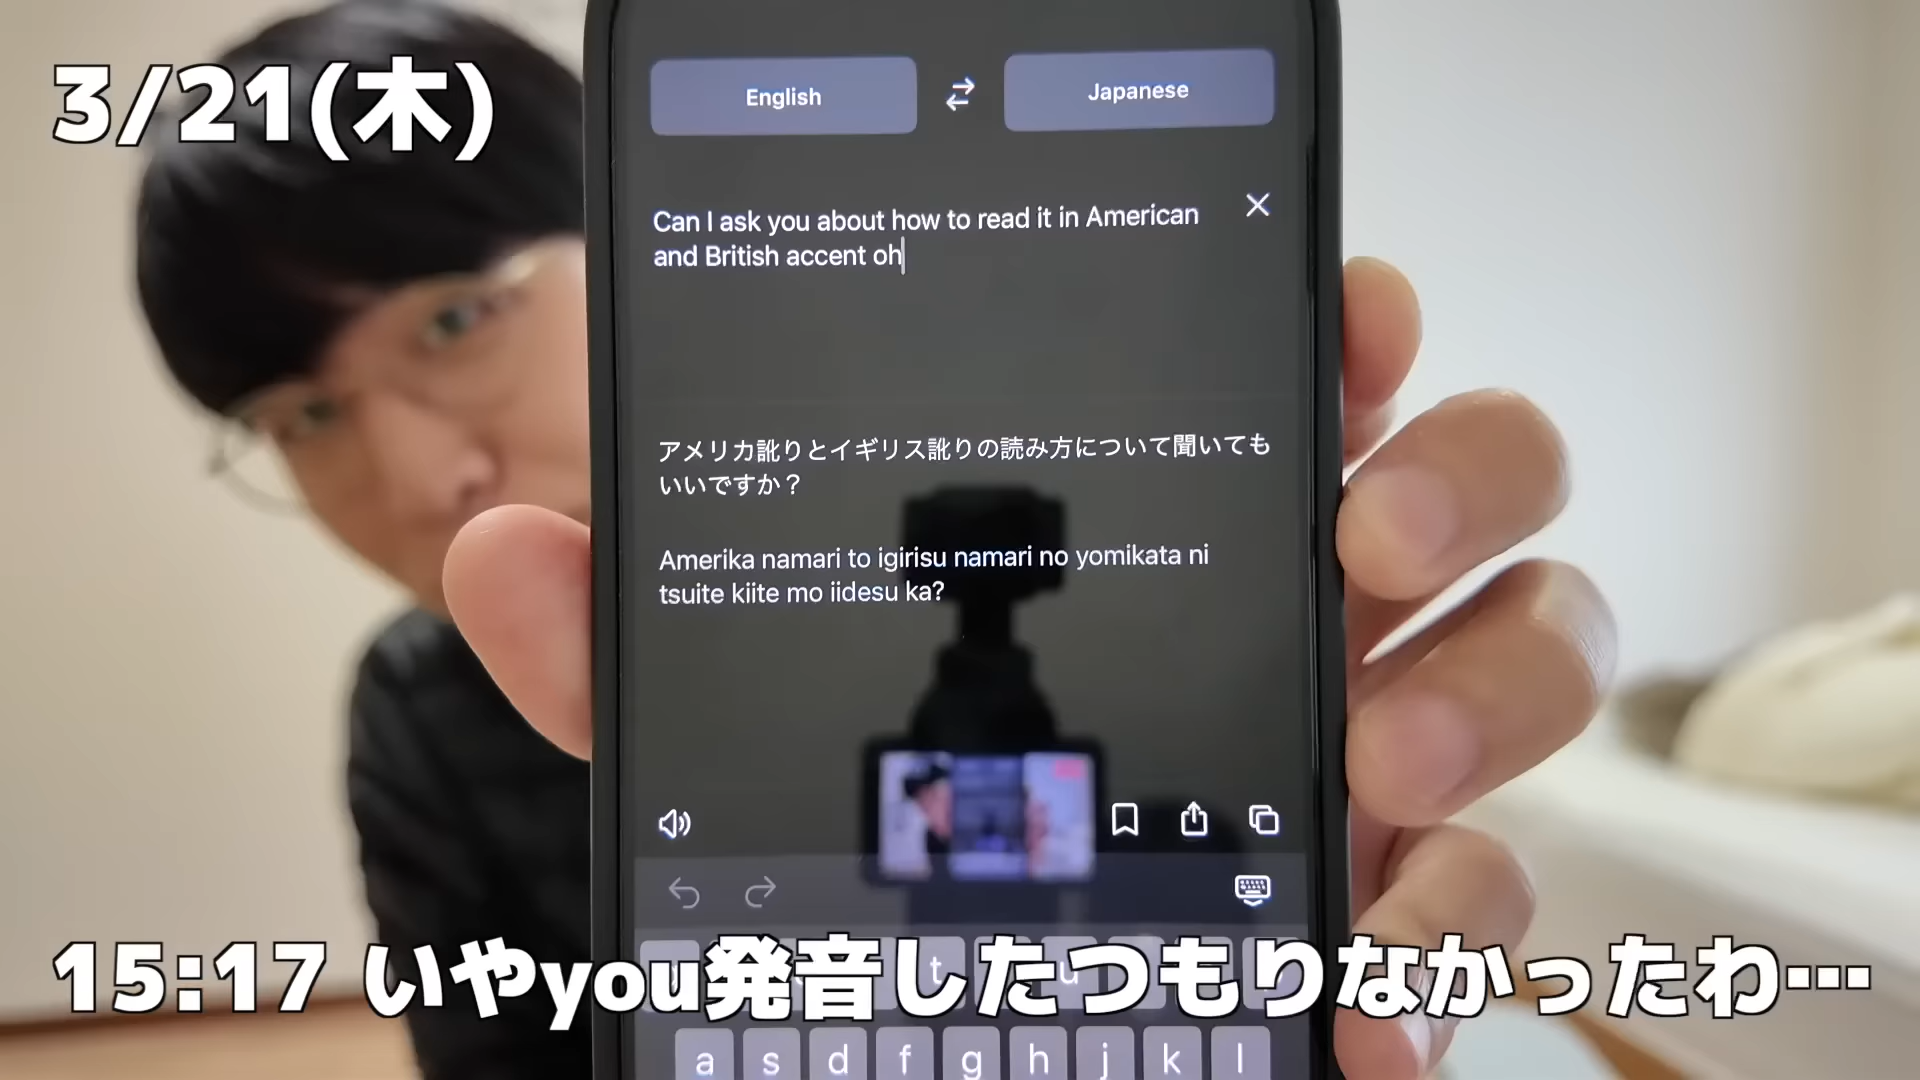 3/21(木)
English
Japanese
Can I ask you about how to read it in American
and British accent oh
アメリカ訛りとイギリス訛りの読み方について聞いても
いいですか？
Amerika namari to igirisu namari no yomikata ni
tsuite kiite mo iidesu ka?
15:17 いやyou発音したつもりなかったわ…
t u
a s d f g h j k l